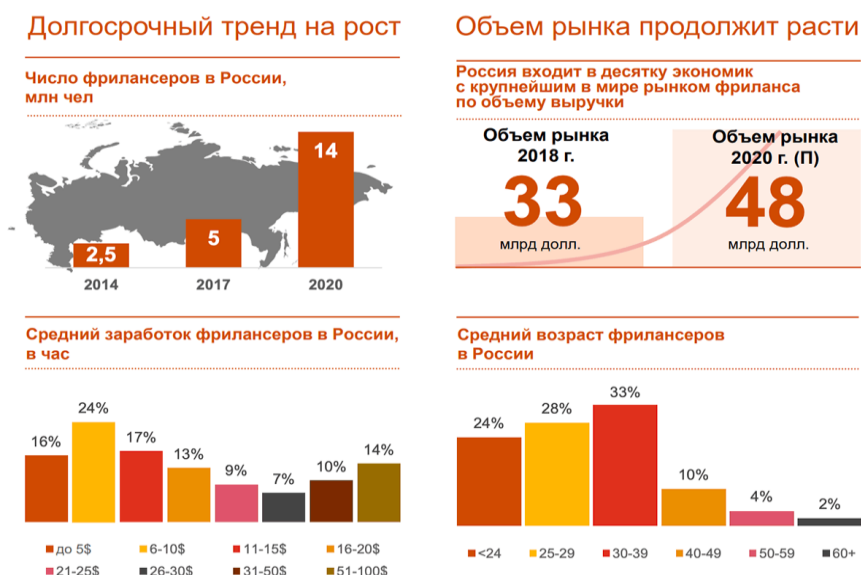 Долгосрочный тренд на рост
Число фрилансеров в России,
млн чел
14
5
2,5
2014
2017
2020
Объем рынка продолжит расти
Россия входит в десятку экономик
с крупнейшим в мире рынком фриланса
по объему выручки
Объем рынка
2018 г.
33
млрд долл.
Объем рынка
2020 г. (П)
48
млрд долл.
Средний заработок фрилансеров в России,
в час
16%
24%
17%
13%
9%
7%
10%
14%
до 5$
6-10$
11-15$
16-20$
21-25$
26-30$
31-50$
51-100$
Средний возраст фрилансеров
в России
24%
28%
33%
10%
4%
2%
<24
25-29
30-39
40-49
50-59
60+